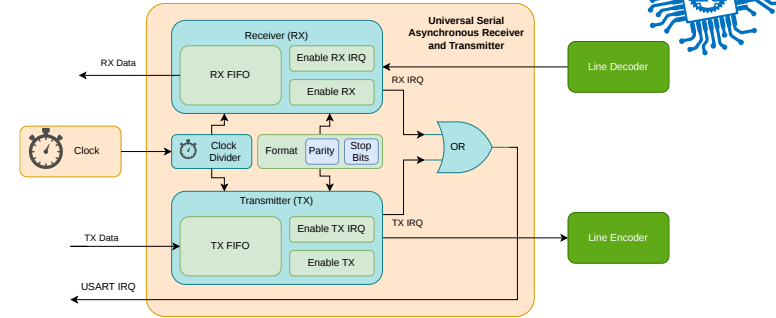 Universal Serial
Asynchronous Receiver
and Transmitter
Receiver (RX)
RX FIFO
Enable RX IRQ
Enable RX
RX Data
RX IRQ
Line Decoder
Clock
Clock
Divider
Format
Parity
Stop
Bits
OR
Transmitter (TX)
TX FIFO
Enable TX IRQ
Enable TX
TX Data
TX IRQ
Line Encoder
USART IRQ